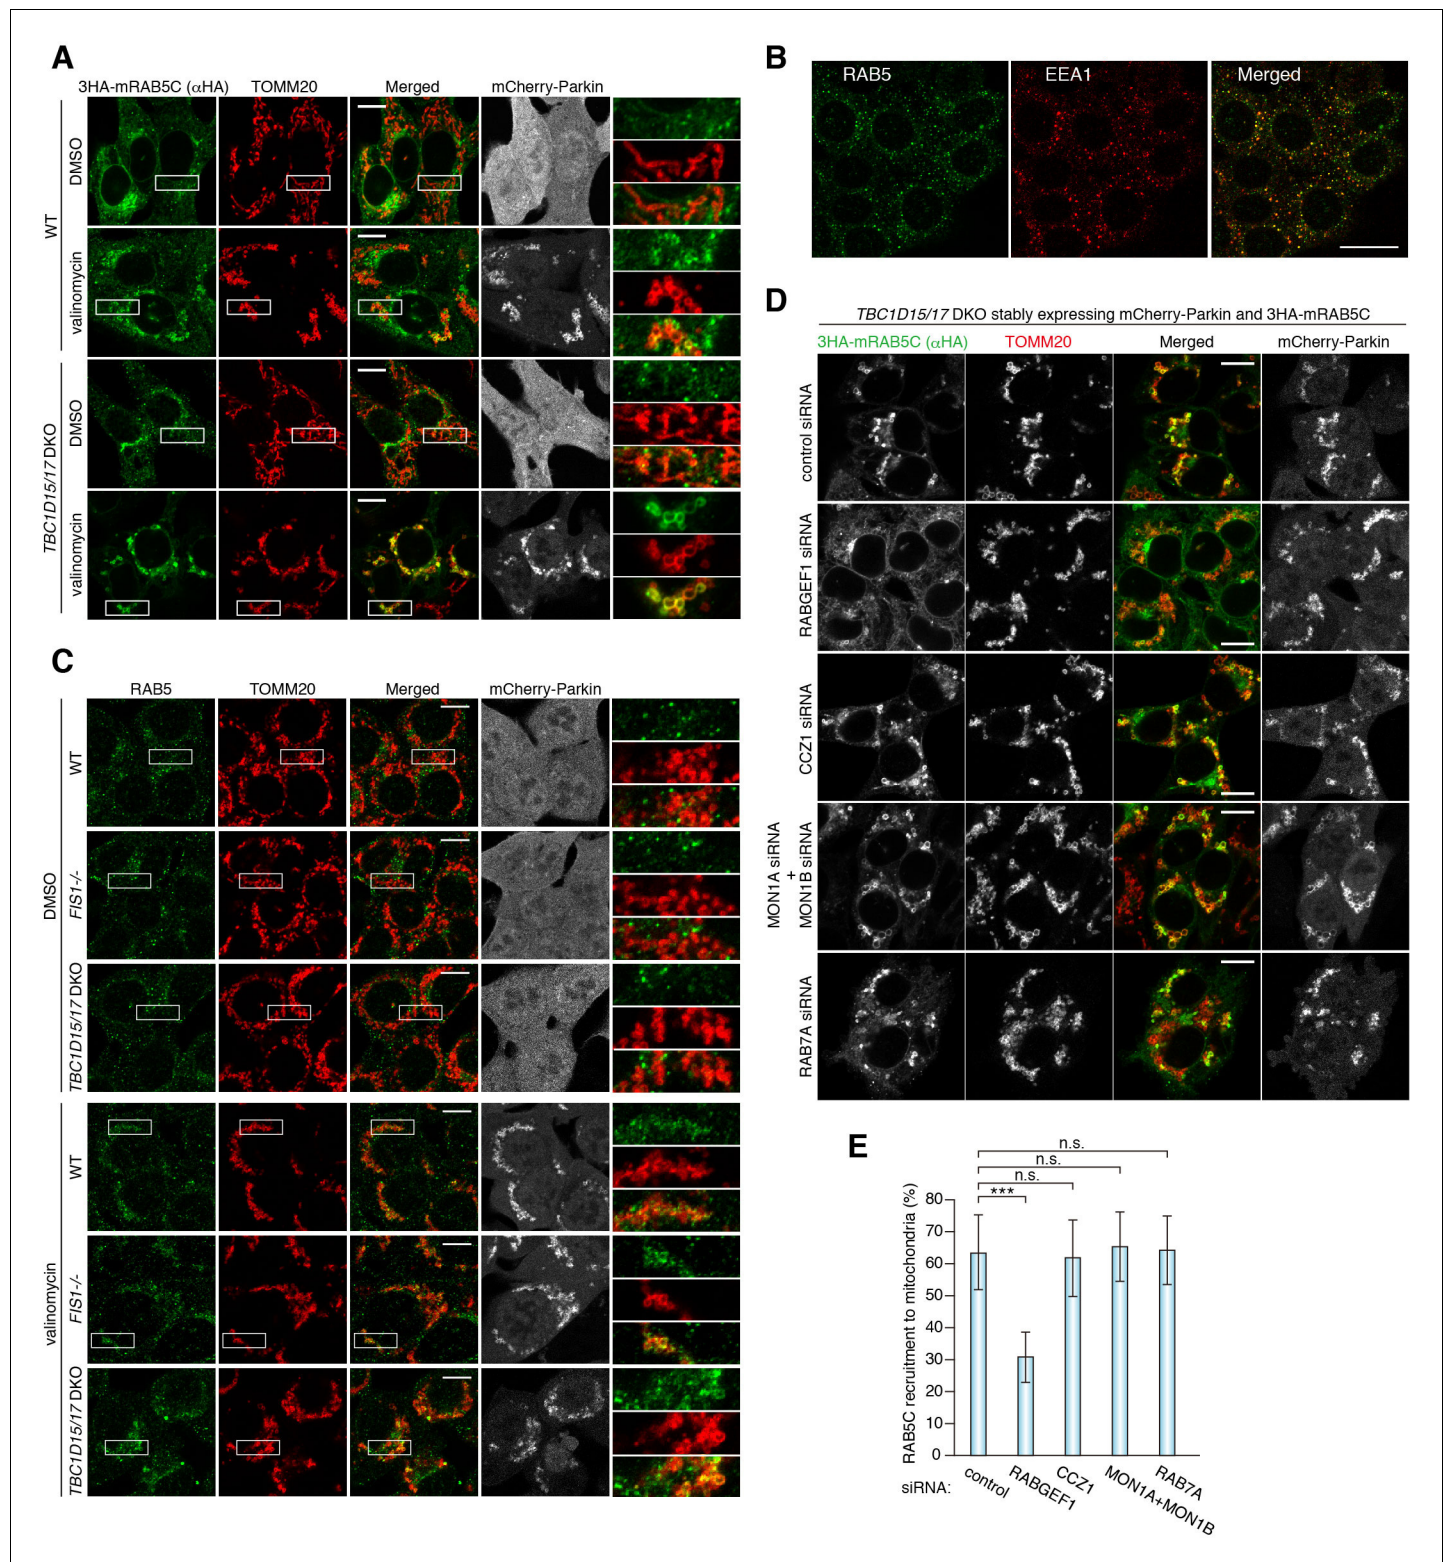 A
3HA-mRAB5C (αHA) TOMM20 Merged mCherry-Parkin
WT
DMSO
valinomycin
TBC1D15/17 DKO
DMSO
valinomycin
B
RAB5 EEA1 Merged
C
RAB5 TOMM20 Merged mCherry-Parkin
DMSO
WT
FIS1-/-
TBC1D15/17 DKO
valinomycin
WT
FIS1-/-
TBC1D15/17 DKO
D
TBC1D15/17 DKO stably expressing mCherry-Parkin and 3HA-mRAB5C
3HA-mRAB5C (αHA) TOMM20 Merged mCherry-Parkin
control siRNA
RABGEF1 siRNA
CCZ1 siRNA
MON1A siRNA
+
MON1B siRNA
RAB7A siRNA
E
n.s.
n.s.
n.s.
***
RAB5C recruitment to mitochondria (%)
80
70
60
50
40
30
20
10
0
siRNA: control RABGEF1 CCZ1 MON1A+MON1B RAB7A